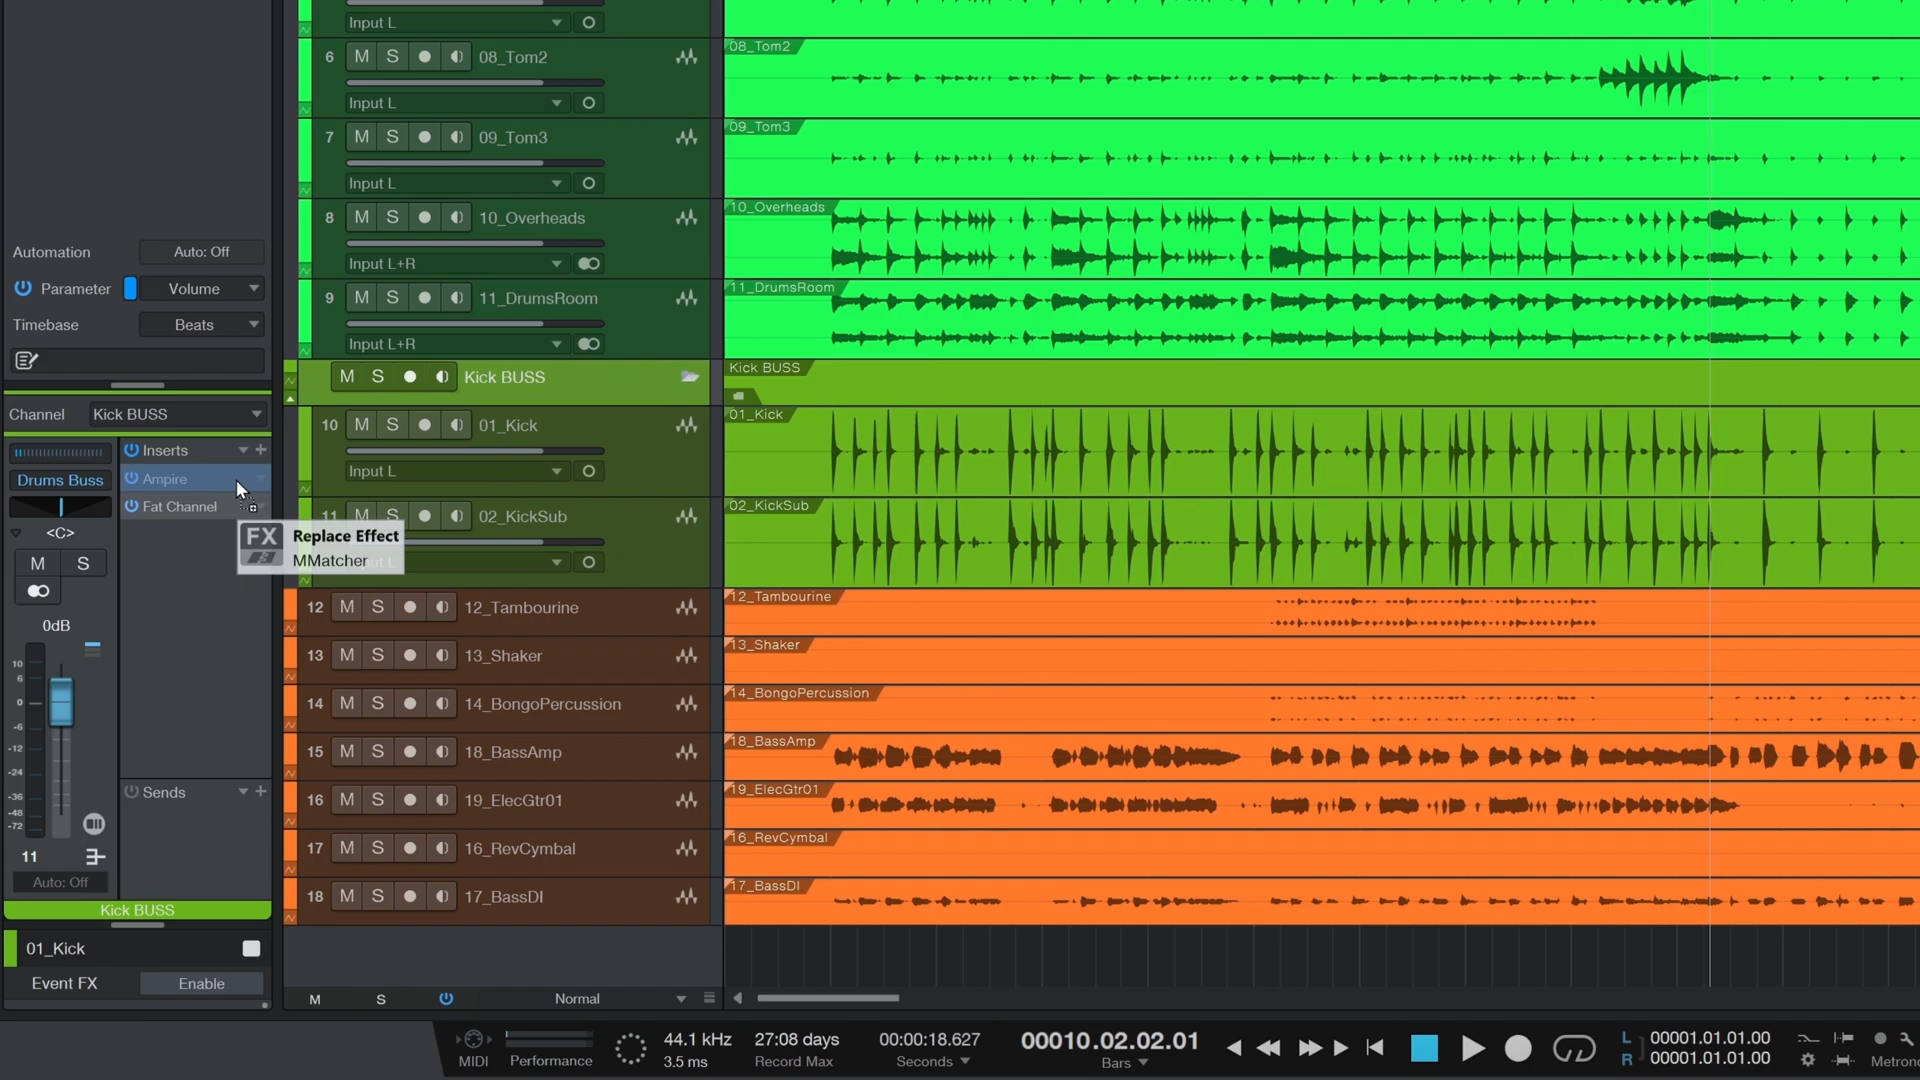 Input L
6 M S 08_Tom2
Input L
7 M S 09_Tom3
Input L
8 M S 10_Overheads
Input L+R
9 M S 11_DrumsRoom
Input L+R
M S Kick BUSS
10 M S 01_Kick
Input L
11 M S 02_KickSub
12 M S 12_Tambourine
13 M S 13_Shaker
14 M S 14_BongoPercussion
15 M S 18_BassAmp
16 M S 19_ElecGtr01
17 M S 16_RevCymbal
18 M S 17_BassDI
M S Normal
08_Tom2
09_Tom3
10_Overheads
11_DrumsRoom
Kick BUSS
01_Kick
02_KickSub
12_Tambourine
13_Shaker
14_BongoPercussion
18_BassAmp
19_ElecGtr01
16_RevCymbal
17_BassDI
Automation Auto: Off
Parameter Volume
Timebase Beats
Channel Kick BUSS
Inserts
Ampire
Fat Channel
Drums Buss
<C>
M S
0dB
10
6
0
-6
-12
-24
-36
-48
-72
11
Auto: Off
Sends
Kick BUSS
01_Kick
Event FX Enable
FX Replace Effect
MMatcher
MIDI
Performance
44.1 kHz
3.5 ms
27:08 days
Record Max
00:00:18.627
Seconds
00010.02.02.01
Bars
L 00001.01.01.00
R 00001.01.01.00
Metron